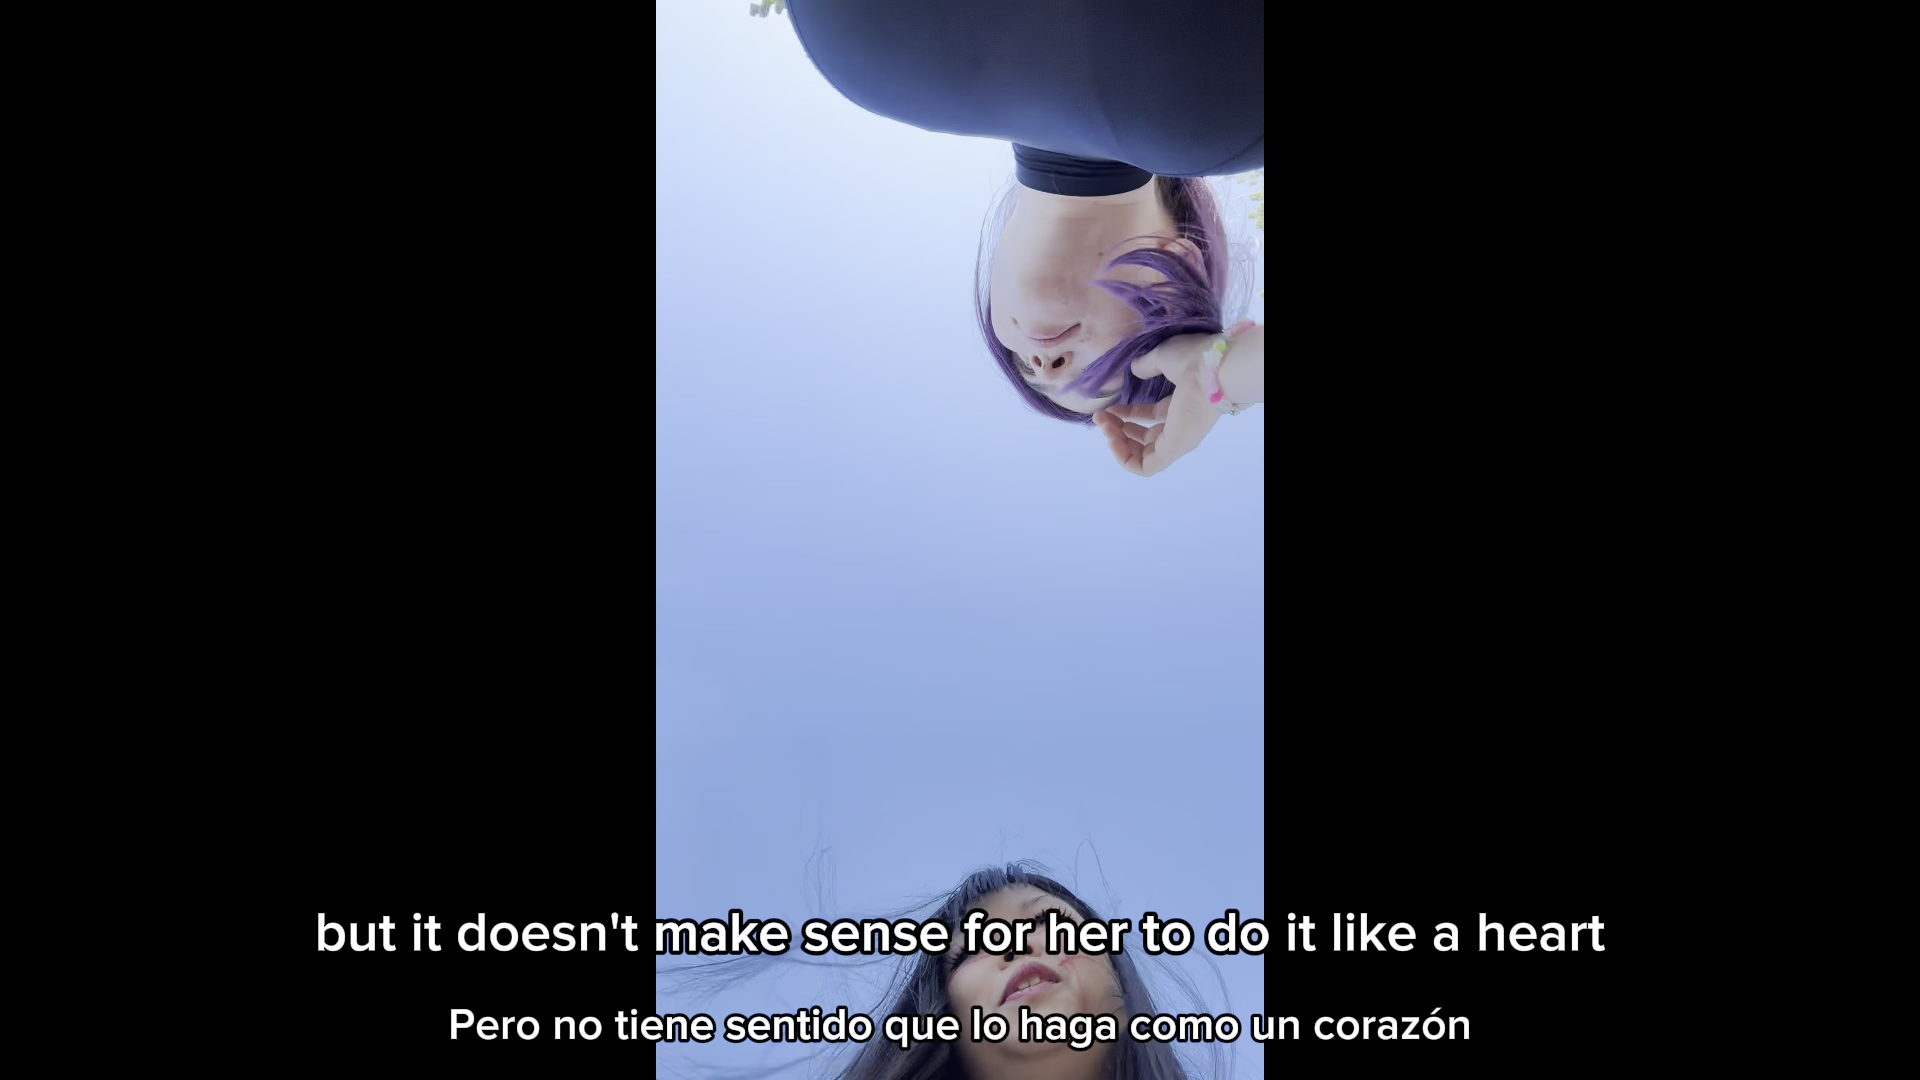 but it doesn't make sense for her to do it like a heart
Pero no tiene sentido que lo haga como un corazón